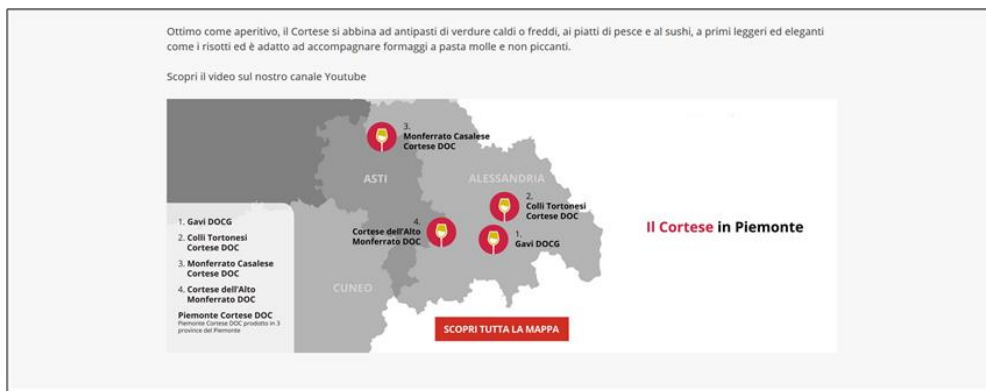 Ottimo come aperitivo, il Cortese si abbina ad antipasti di verdure caldi o freddi, ai piatti di pesce e al sushi, a primi leggeri ed eleganti
come i risotti ed è adatto ad accompagnare formaggi a pasta molle e non piccanti.
Scopri il video sul nostro canale Youtube
3.
Monferrato Casalese
Cortese DOC
ASTI
ALESSANDRIA
2.
Colli Tortonesi
Cortese DOC
4.
Cortese dell'Alto
Monferrato DOC
1.
Gavi DOCG
CUNEO
1. Gavi DOCG
2. Colli Tortonesi
Cortese DOC
3. Monferrato Casalese
Cortese DOC
4. Cortese dell'Alto
Monferrato DOC
Piemonte Cortese DOC
Piemonte Cortese DOC prodotto in 3
province del Piemonte
Il Cortese in Piemonte
SCOPRI TUTTA LA MAPPA